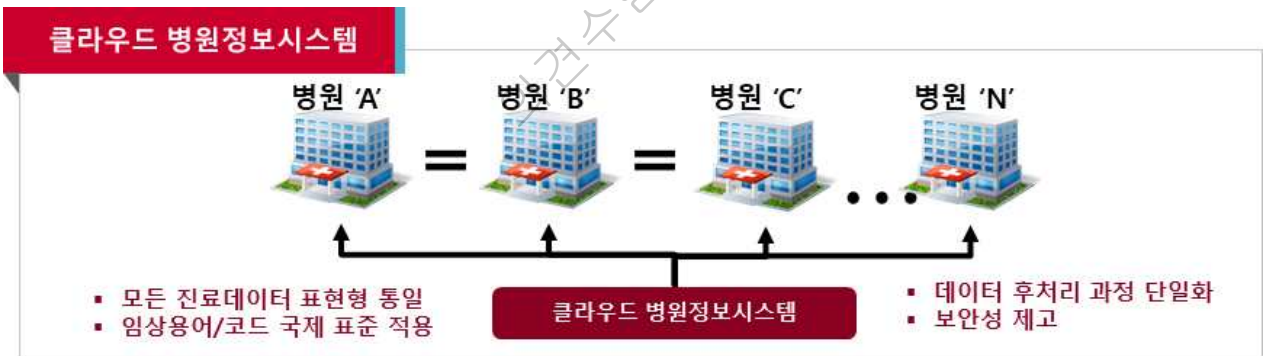 클라우드 병원정보시스템
병원 ‘A’
병원 ‘B’
병원 ‘C’
병원 ‘N’
=
=
...
▪ 모든 진료데이터 표현형 통일
▪ 임상용어/코드 국제 표준 적용
클라우드 병원정보시스템
▪ 데이터 후처리 과정 단일화
▪ 보안성 제고